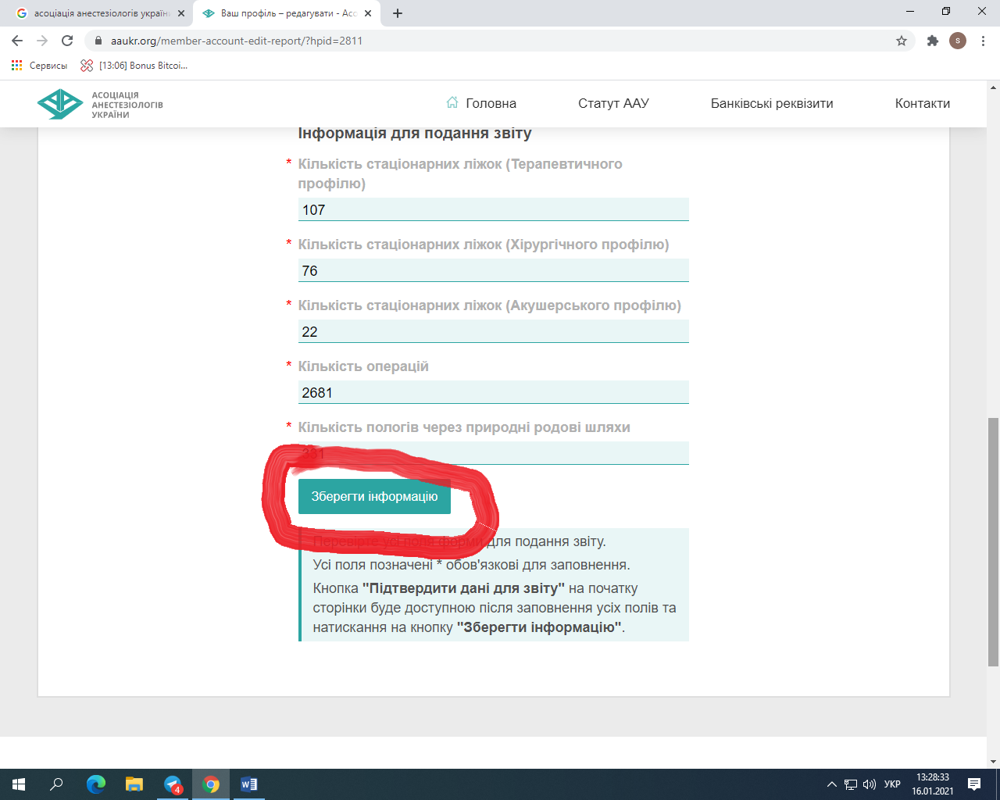 асоціація анестезіологів україни
Ваш профіль – редагувати - Асо
aaukr.org/member-account-edit-report/?hpid=2811
s
Сервисы
[13:06] Bonus Bitcoi...
АСОЦІАЦІЯ
АНЕСТЕЗІОЛОГІВ
УКРАЇНИ
Головна
Статут ААУ
Банківські реквізити
Контакти
Інформація для подання звіту
* Кількість стаціонарних ліжок (Терапевтичного
профілю)
107
* Кількість стаціонарних ліжок (Хірургічного профілю)
76
* Кількість стаціонарних ліжок (Акушерського профілю)
22
* Кількість операцій
2681
* Кількість пологів через природні родові шляхи
Зберегти інформацію
Перевірте усі поля форми для подання звіту.
Усі поля позначені * обов'язкові для заповнення.
Кнопка "Підтвердити дані для звіту" на початку
сторінки буде доступною після заповнення усіх полів та
натискання на кнопку "Зберегти інформацію".
4
УКР
13:28:33
16.01.2021